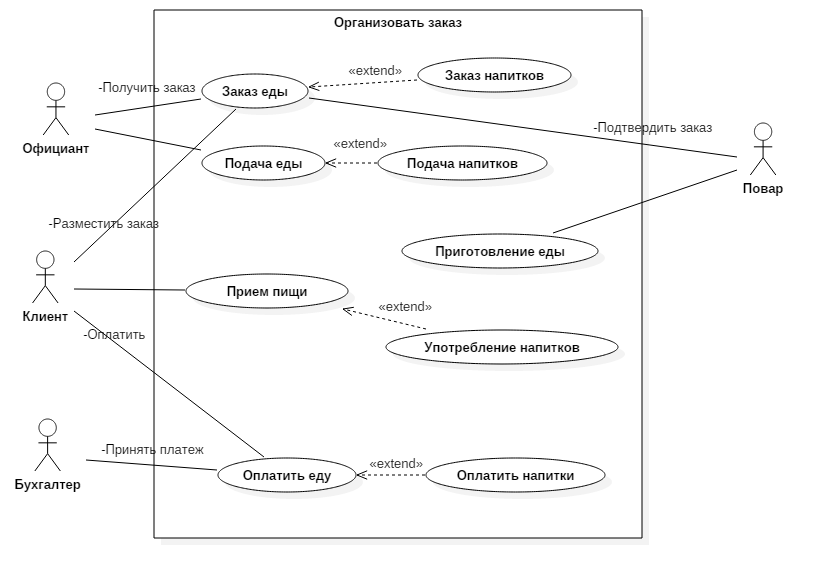 Организовать заказ
«extend»
Заказ напитков
-Получить заказ
Заказ еды
-Подтвердить заказ
Официант
«extend»
Подача еды
Подача напитков
Повар
-Разместить заказ
Приготовление еды
Прием пищи
«extend»
Клиент
-Оплатить
Употребление напитков
-Принять платеж
«extend»
Оплатить еду
Оплатить напитки
Бухгалтер